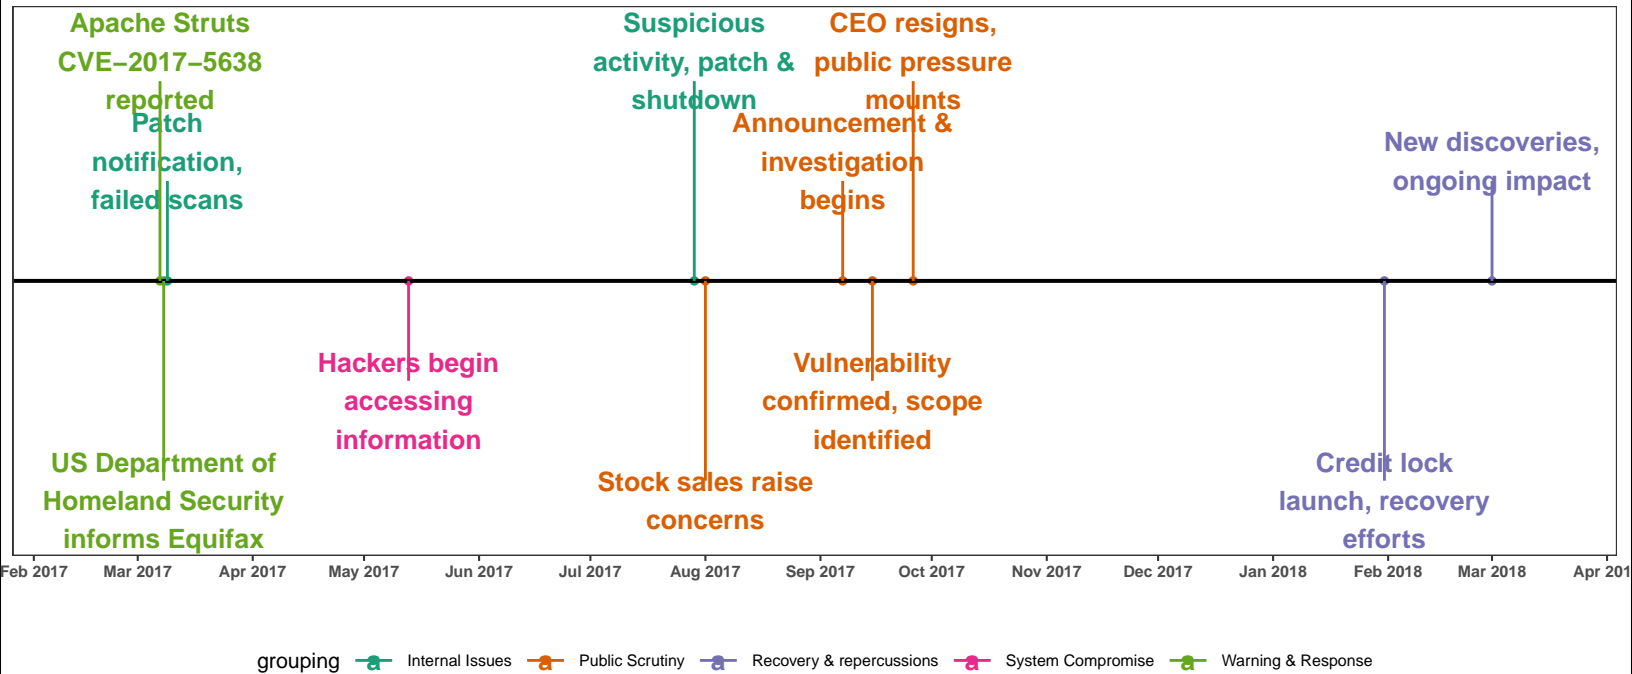 Apache Struts
CVE−2017−5638
reported
Patch
notification,
failed scans
Suspicious
activity, patch &
shutdown
CEO resigns,
public pressure
mounts
Announcement &
investigation
begins
New discoveries,
ongoing impact
Hackers begin
accessing
information
Vulnerability
confirmed, scope
identified
US Department of
Homeland Security
informs Equifax
Stock sales raise
concerns
Credit lock
launch, recovery
efforts
Feb 2017 Mar 2017 Apr 2017 May 2017 Jun 2017 Jul 2017 Aug 2017 Sep 2017 Oct 2017 Nov 2017 Dec 2017 Jan 2018 Feb 2018 Mar 2018 Apr 201
grouping a Internal Issues a Public Scrutiny a Recovery & repercussions a System Compromise a Warning & Response